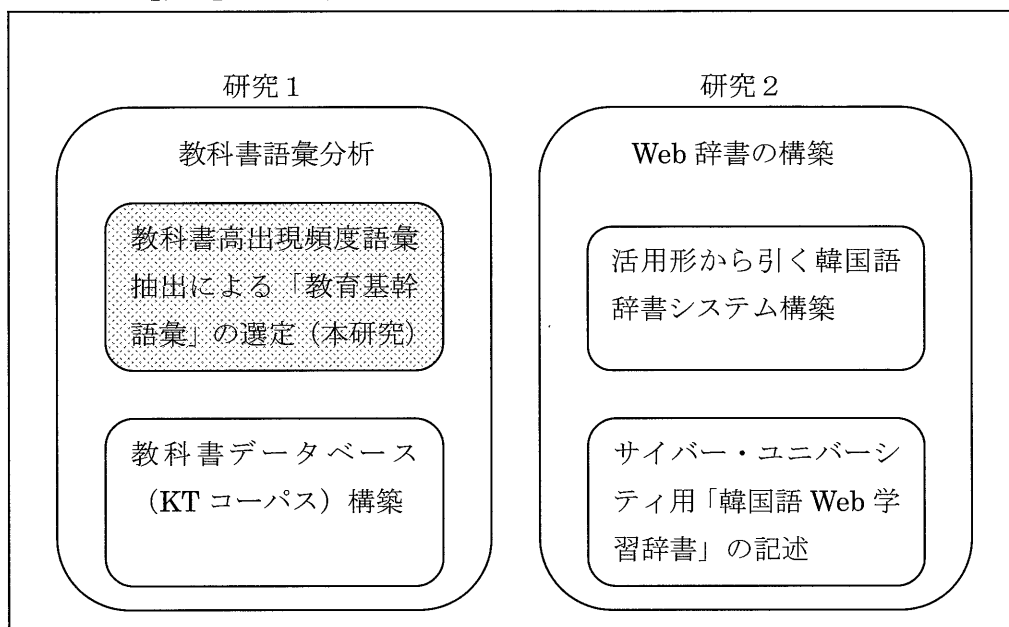 研究１
教科書語彙分析
教科書高出現頻度語彙
抽出による「教育基幹
語彙」の選定（本研究）
教科書データベース
（KTコーパス）構築
研究２
Web 辞書の構築
活用形から引く韓国語
辞書システム構築
サイバー・ユニバーシ
ティ用「韓国語 Web 学
習辞書」の記述